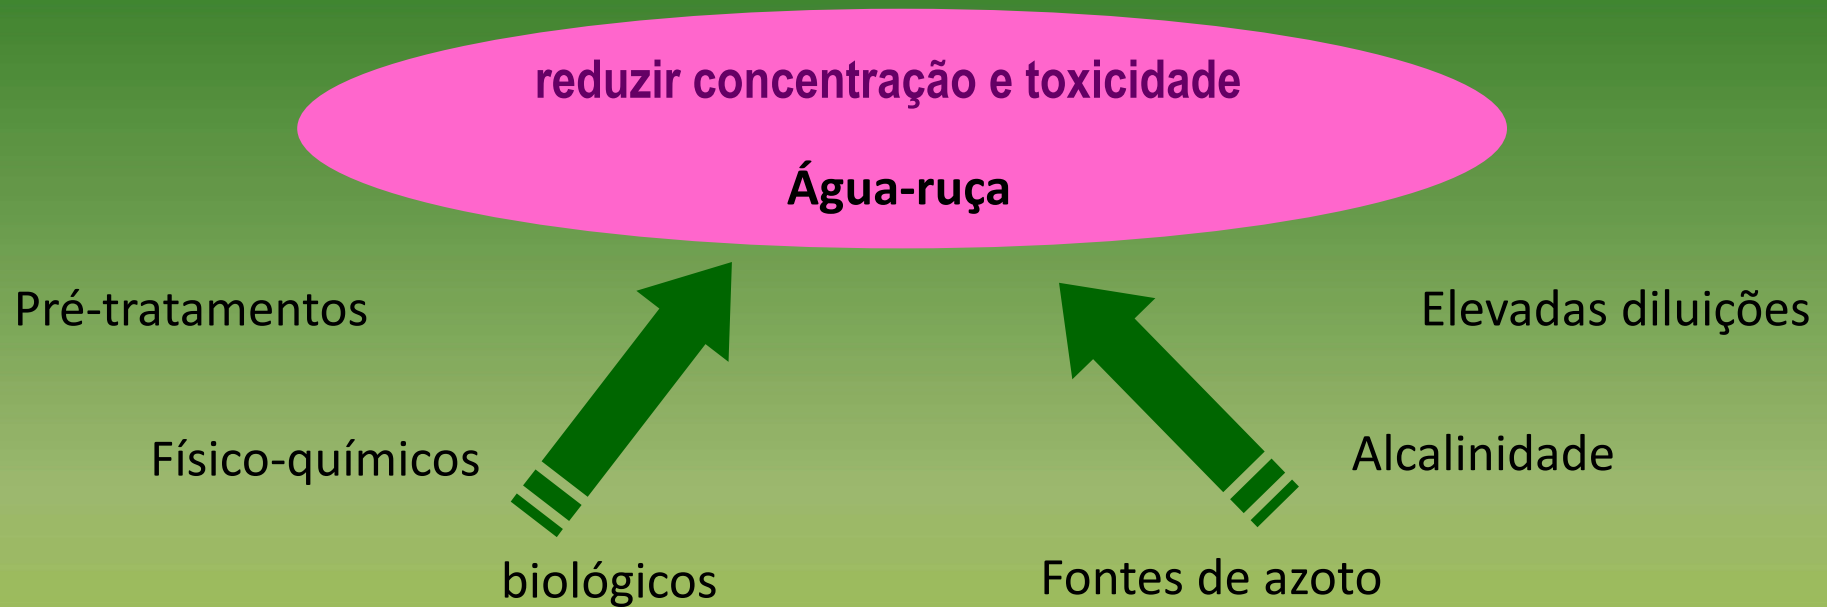 reduzir concentração e toxicidade
Água-ruça
Pré-tratamentos
Elevadas diluições
Físico-químicos
Alcalinidade
biológicos
Fontes de azoto